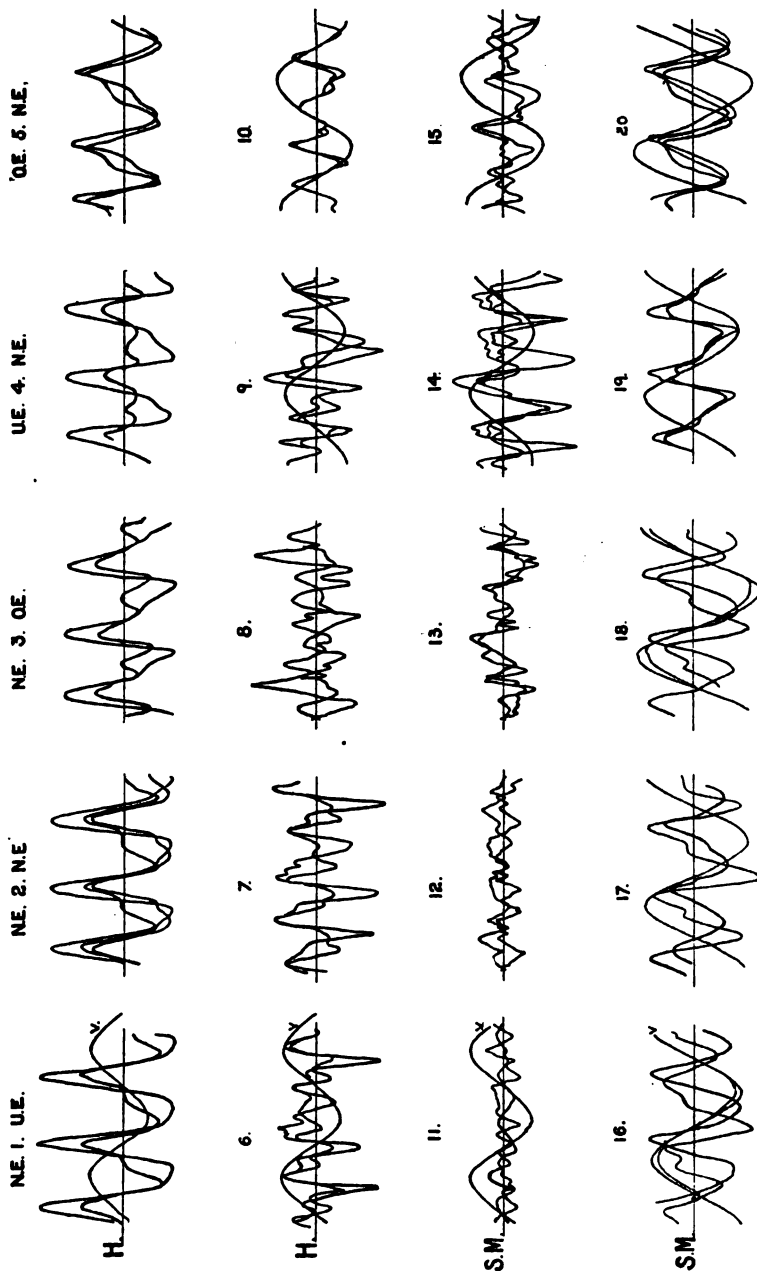 N.E. 1. U.E. N.E. 2. N.E N.E. 3. O.E. U.E. 4. N.E. 'O.E. 5. N.E.
V.
H.
6. 7. 8. 9. 10.
V
H.
11. 12. 13. 14. 15.
S.M.
16. 17. 18. 19. 20
V
S.M.